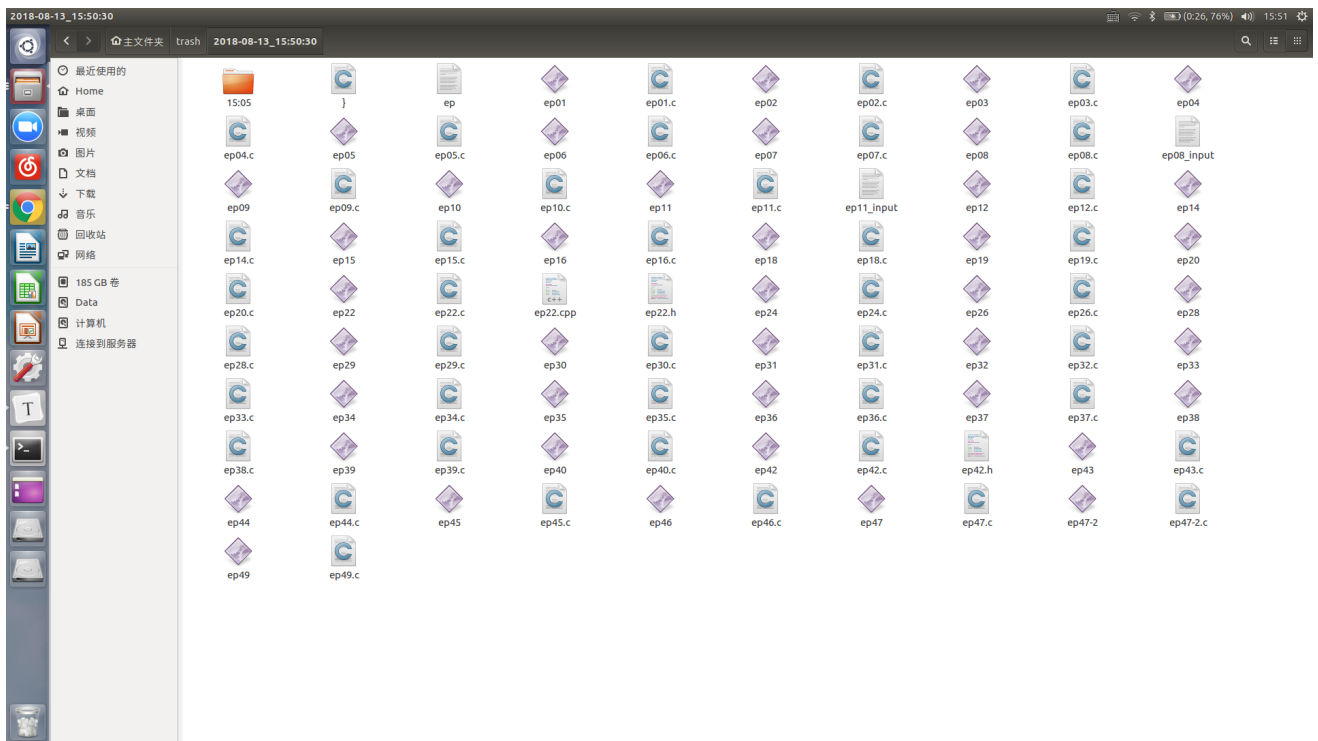 2018-08-13_15:50:30 (0:26, 76%) 15:51
主文件夹 trash 2018-08-13_15:50:30
最近使用的
Home
桌面
视频
图片
文档
下载
音乐
回收站
网络
185 GB 卷
Data
计算机
连接到服务器
15:05 } ep ep01 ep01.c ep02 ep02.c ep03 ep03.c ep04
ep04.c ep05 ep05.c ep06 ep06.c ep07 ep07.c ep08 ep08.c ep08_input
ep09 ep09.c ep10 ep10.c ep11 ep11.c ep11_input ep12 ep12.c ep14
ep14.c ep15 ep15.c ep16 ep16.c ep18 ep18.c ep19 ep19.c ep20
ep20.c ep22 ep22.c ep22.cpp ep22.h ep24 ep24.c ep26 ep26.c ep28
ep28.c ep29 ep29.c ep30 ep30.c ep31 ep31.c ep32 ep32.c ep33
ep33.c ep34 ep34.c ep35 ep35.c ep36 ep36.c ep37 ep37.c ep38
ep38.c ep39 ep39.c ep40 ep40.c ep42 ep42.c ep42.h ep43 ep43.c
ep44 ep44.c ep45 ep45.c ep46 ep46.c ep47 ep47.c ep47-2 ep47-2.c
ep49 ep49.c